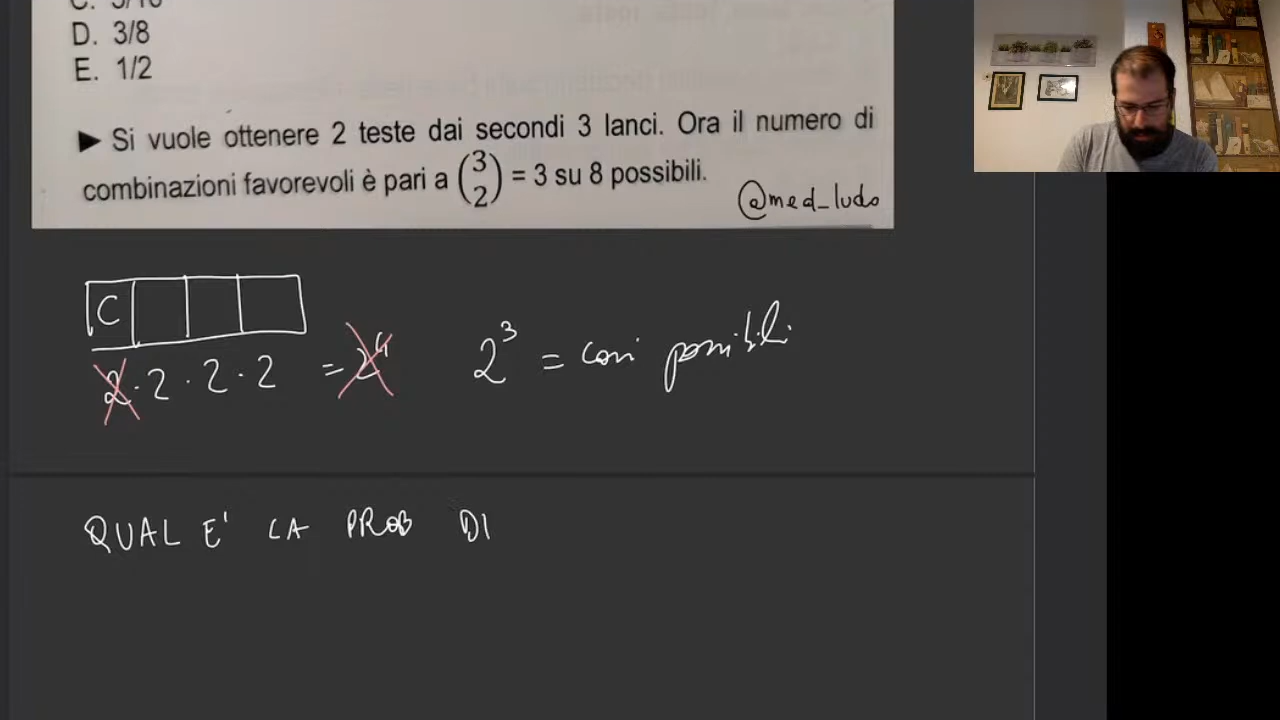 C. 3/16
D. 3/8
E. 1/2
► Si vuole ottenere 2 teste dai secondi 3 lanci. Ora il numero di
combinazioni favorevoli è pari a (3 2) = 3 su 8 possibili.
@med_ludo
C
2 · 2 · 2 · 2 = 2⁴
2³ = casi possibili
QUAL E' LA PROB DI